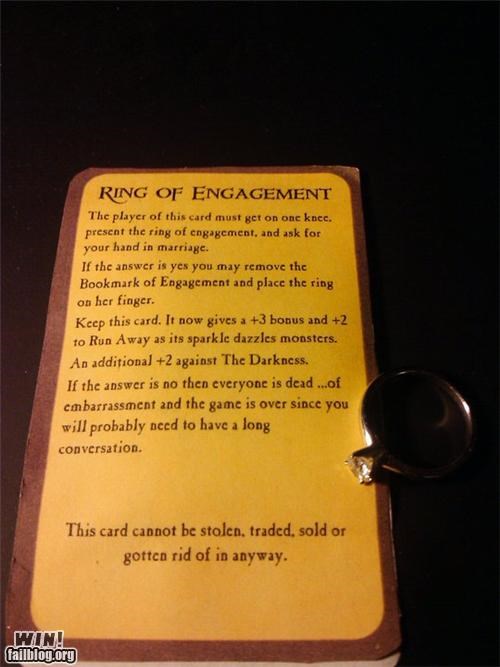 RING OF ENGAGEMENT
The player of this card must get on one knee,
present the ring of engagement, and ask for
your hand in marriage.
If the answer is yes you may remove the
Bookmark of Engagement and place the ring
on her finger.
Keep this card. It now gives a +3 bonus and +2
to Run Away as its sparkle dazzles monsters.
An additional +2 against The Darkness.
If the answer is no then everyone is dead ...of
embarrassment and the game is over since you
will probably need to have a long
conversation.
This card cannot be stolen, traded, sold or
gotten rid of in anyway.
WIN!
failblog.org